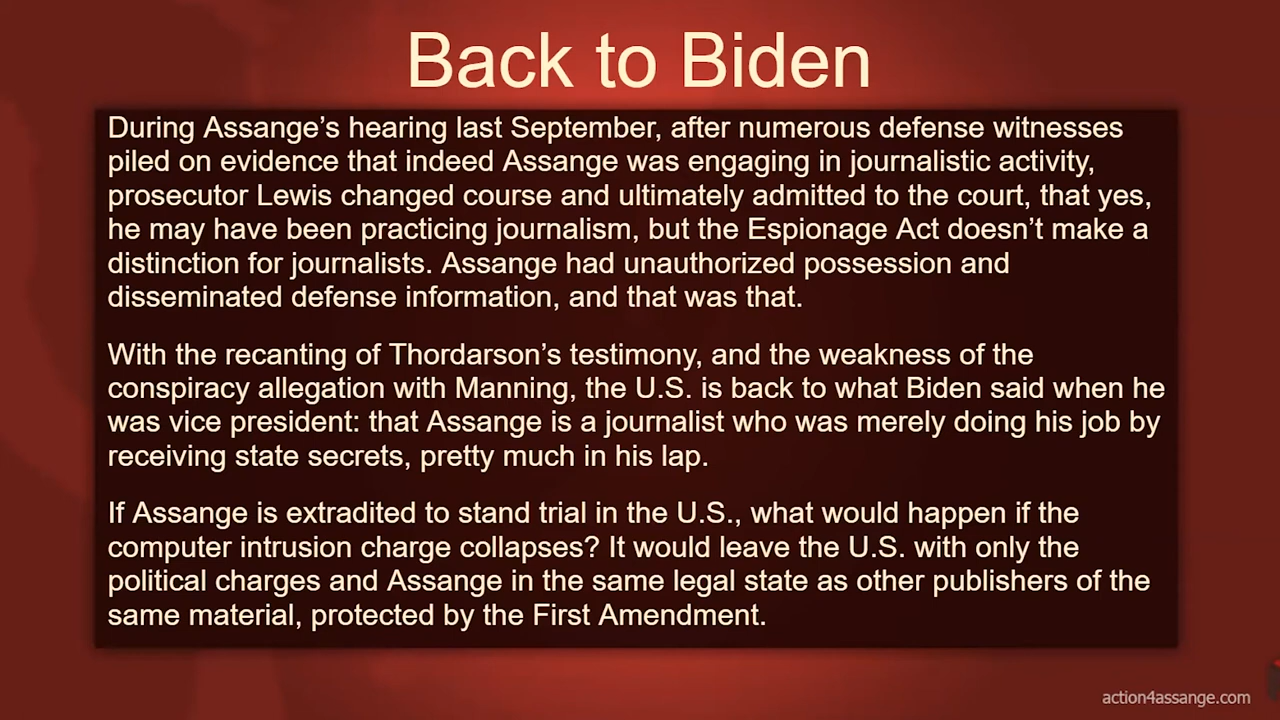 Back to Biden
During Assange’s hearing last September, after numerous defense witnesses
piled on evidence that indeed Assange was engaging in journalistic activity,
prosecutor Lewis changed course and ultimately admitted to the court, that yes,
he may have been practicing journalism, but the Espionage Act doesn’t make a
distinction for journalists. Assange had unauthorized possession and
disseminated defense information, and that was that.
With the recanting of Thordarson’s testimony, and the weakness of the
conspiracy allegation with Manning, the U.S. is back to what Biden said when he
was vice president: that Assange is a journalist who was merely doing his job by
receiving state secrets, pretty much in his lap.
If Assange is extradited to stand trial in the U.S., what would happen if the
computer intrusion charge collapses? It would leave the U.S. with only the
political charges and Assange in the same legal state as other publishers of the
same material, protected by the First Amendment.
action4assange.com